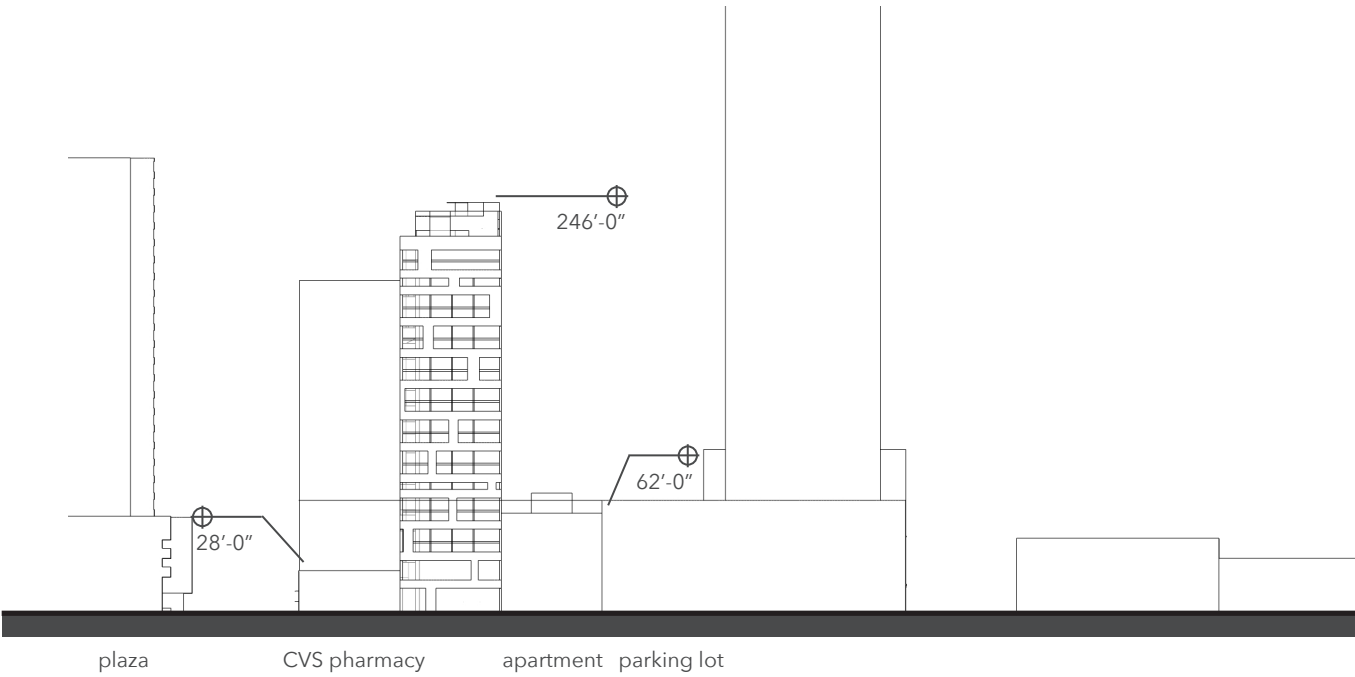 246’-0”
62’-0”
28’-0”
plaza
CVS pharmacy
apartment
parking lot